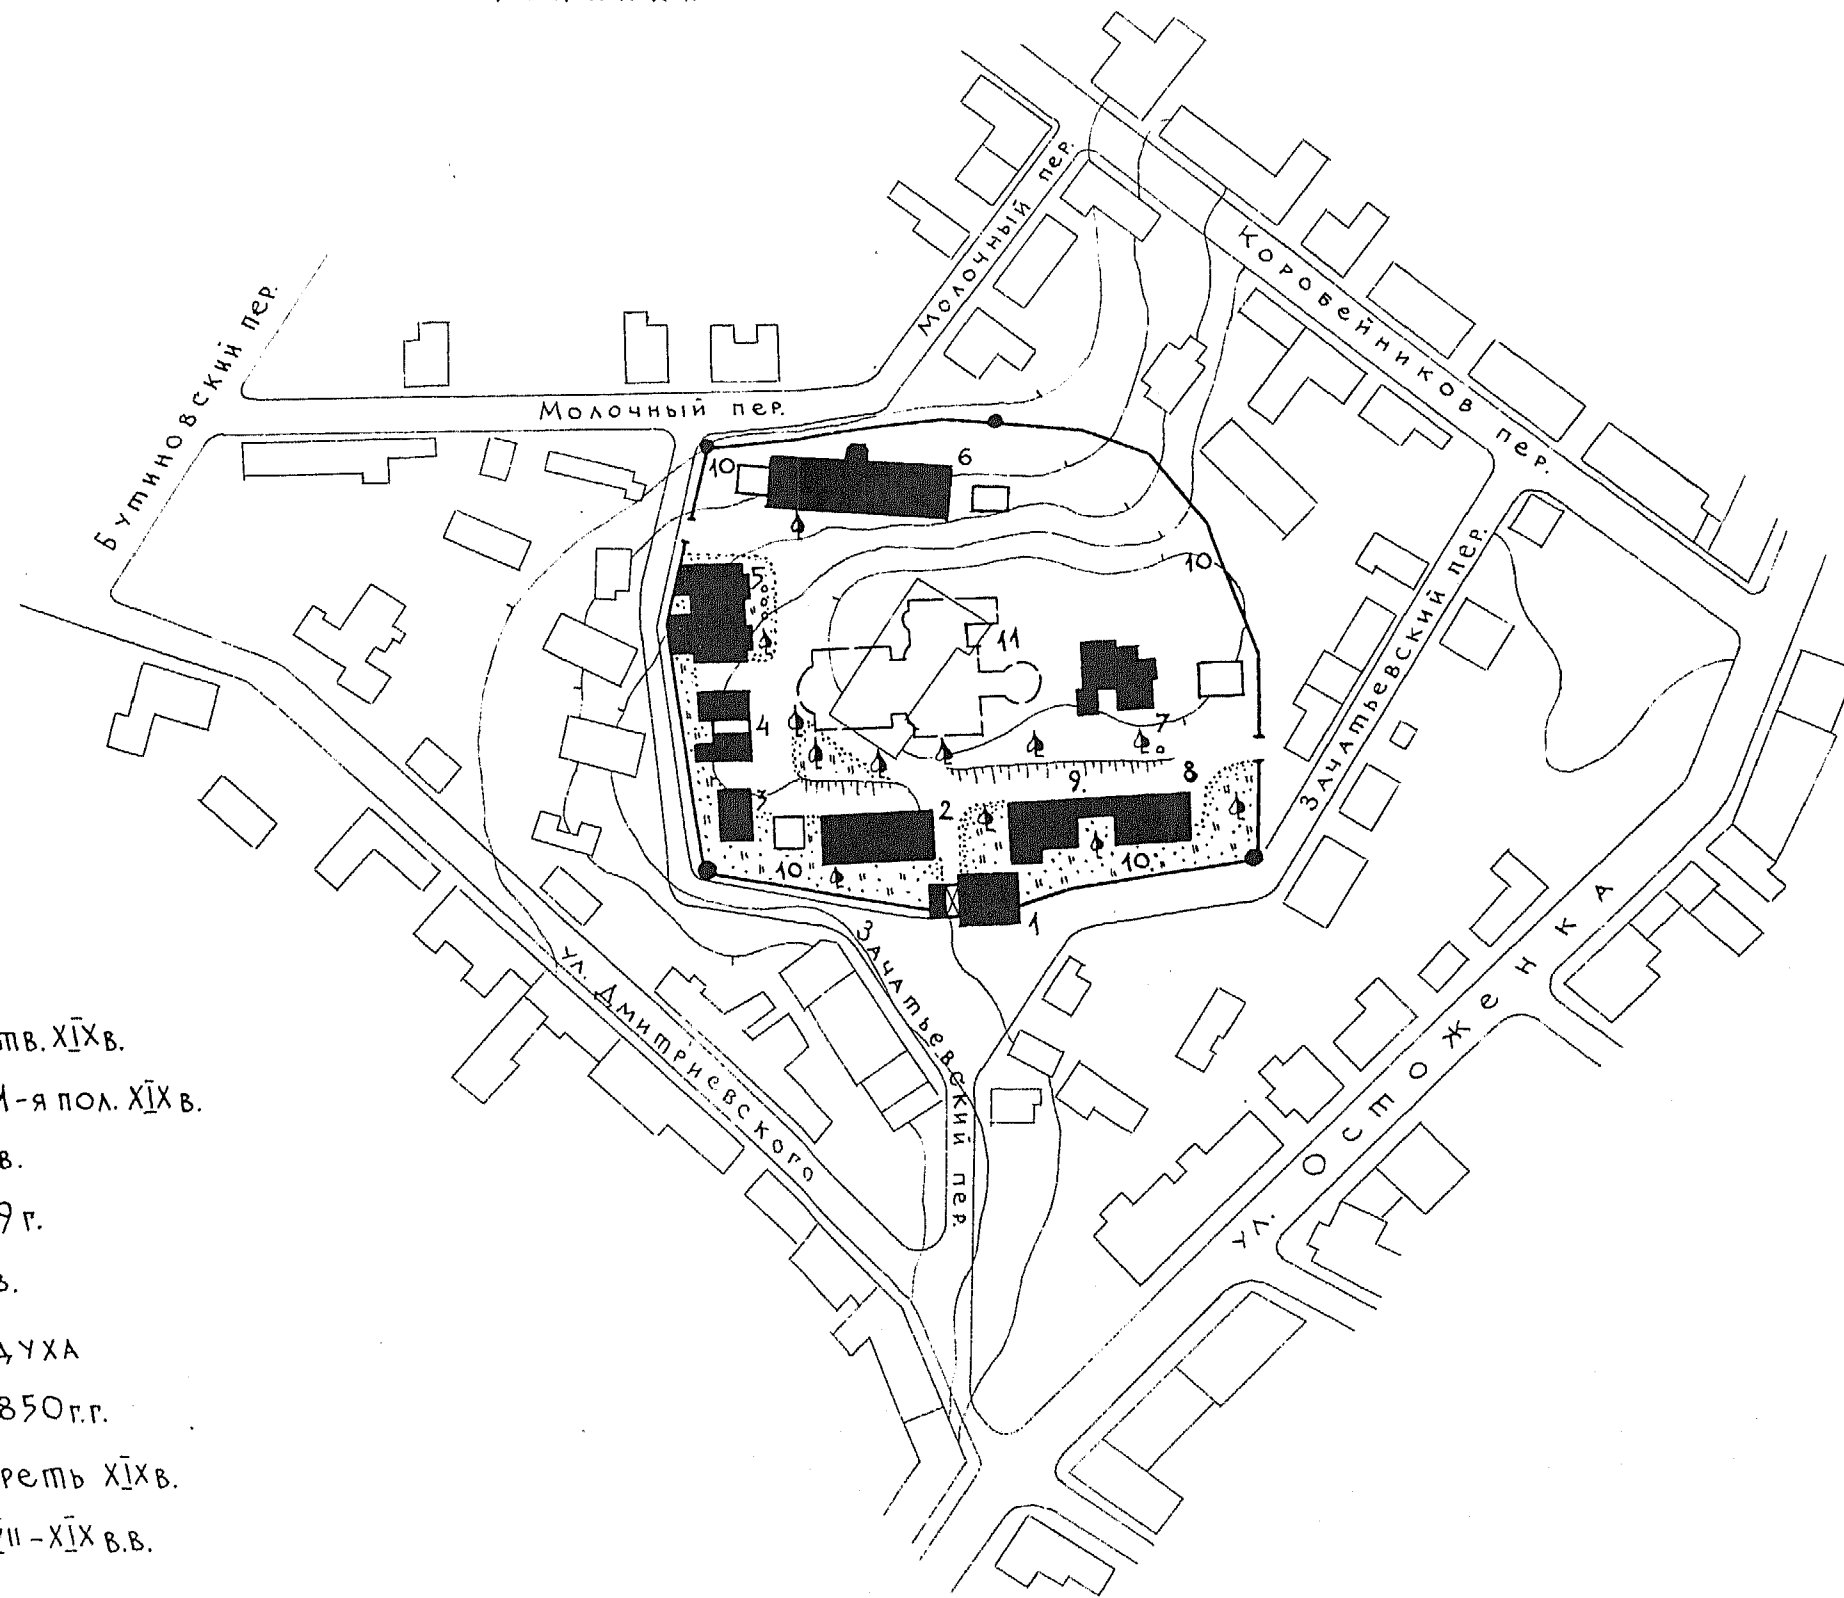 Молочный пер.
Коробейников пер.
Бутиновский пер.
Молочный пер.
10
6
5
10
11
4
7
3
2
9.
8
10
10
1
Зачатьевский пер.
Зачатьевский пер.
ул. Дмитриевского
ул. Остоженка
тв. XIX в.
1-я пол. XIX в.
в.
9 г.
в.
духа
850 г.г.
реть XIX в.
II - XIX в.в.